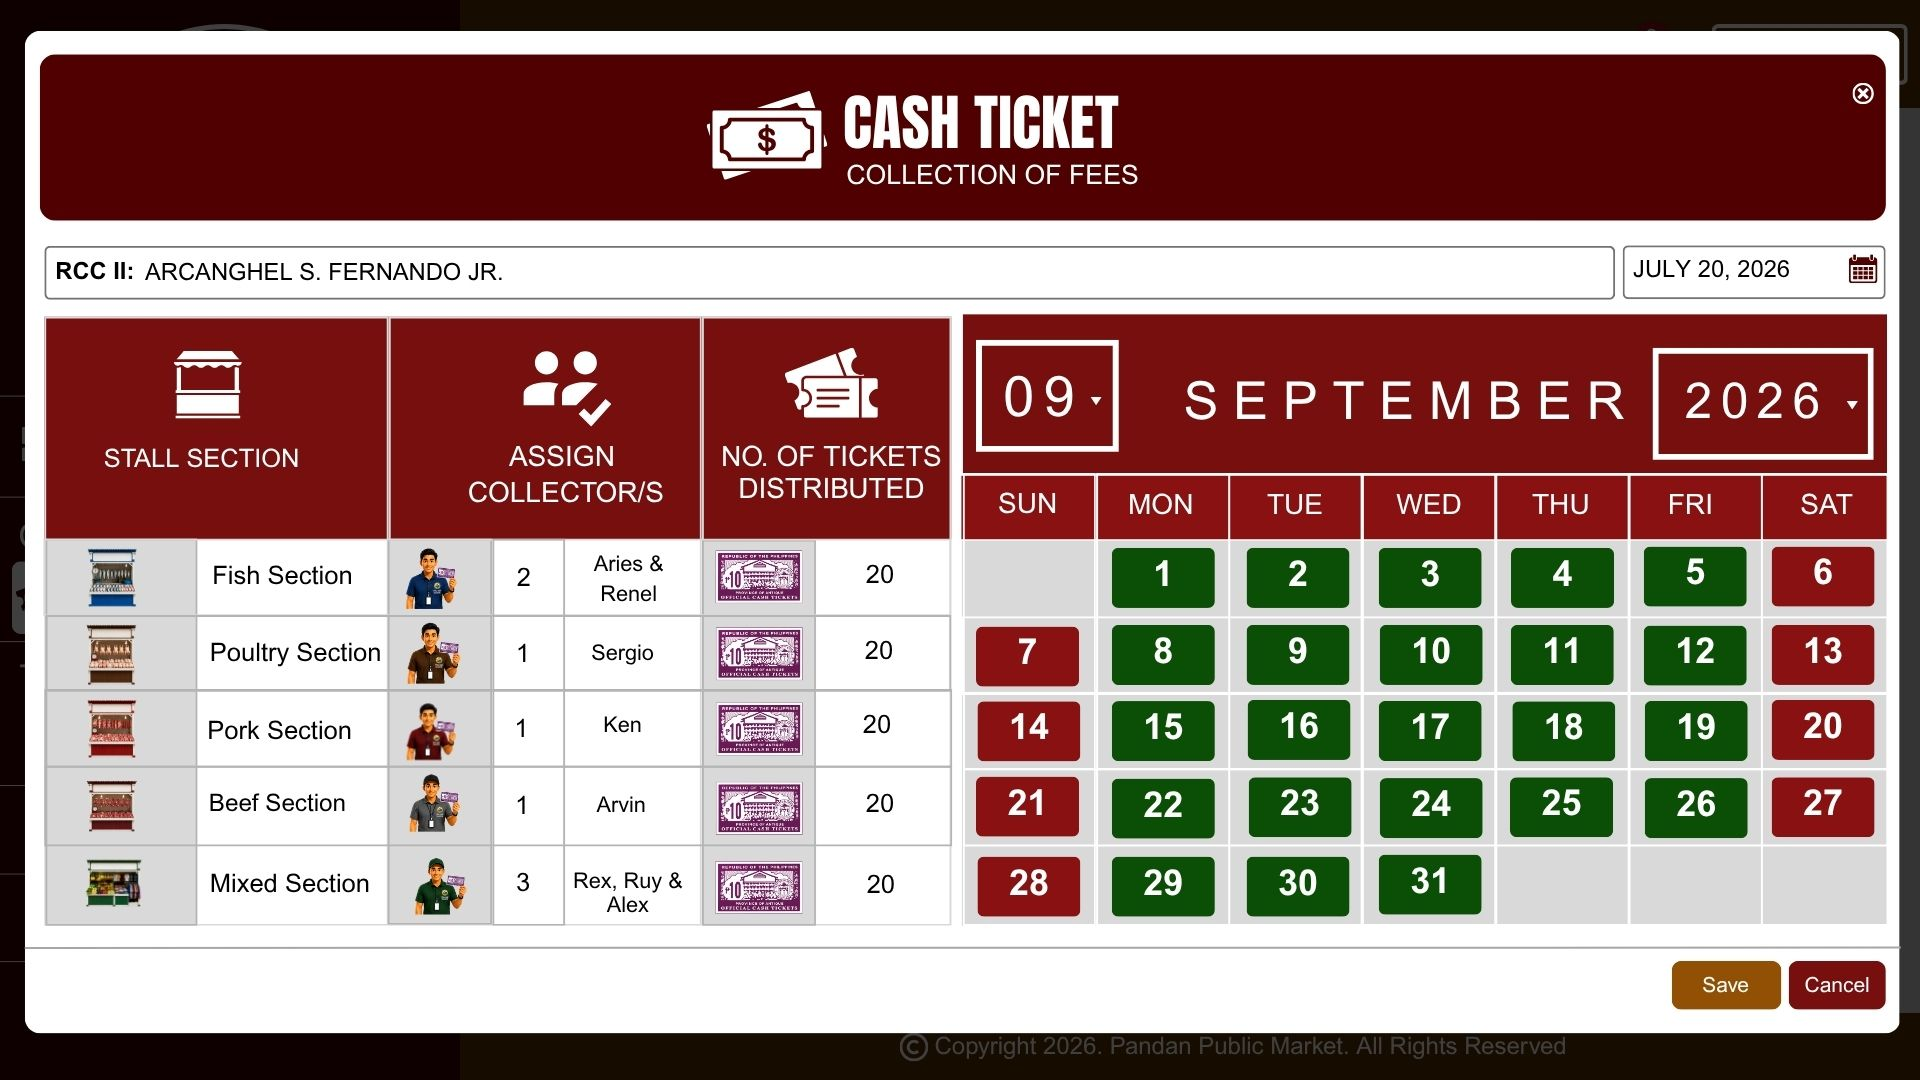 CASH TICKET
COLLECTION OF FEES
RCC II: ARCANGHEL S. FERNANDO JR.
JULY 20, 2026
STALL SECTION
ASSIGN
COLLECTOR/S
NO. OF TICKETS
DISTRIBUTED
Fish Section
2
Aries &
Renel
20
Poultry Section
1
Sergio
20
Pork Section
1
Ken
20
Beef Section
1
Arvin
20
Mixed Section
3
Rex, Ruy &
Alex
20
09
SEPTEMBER
2026
SUN MON TUE WED THU FRI SAT
1 2 3 4 5 6
7 8 9 10 11 12 13
14 15 16 17 18 19 20
21 22 23 24 25 26 27
28 29 30 31
Save
Cancel
Copyright 2026. Pandan Public Market. All Rights Reserved